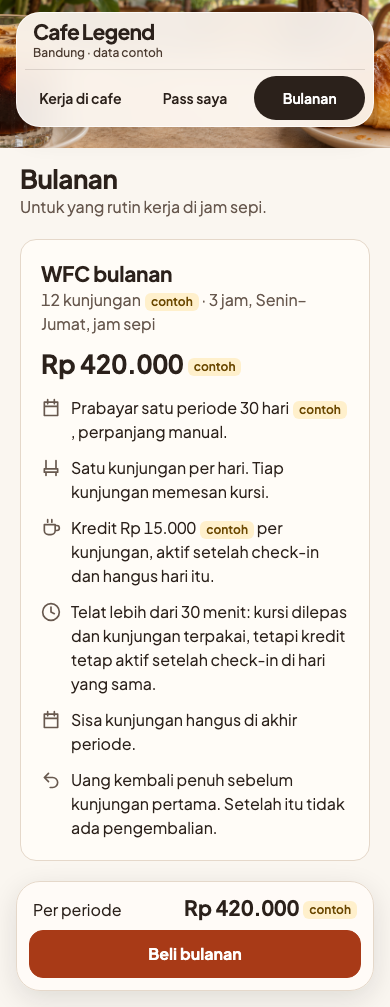 Cafe Legend
Bandung · data contoh
Kerja di cafe
Pass saya
Bulanan
Bulanan
Untuk yang rutin kerja di jam sepi.
WFC bulanan
12 kunjungan contoh · 3 jam, Senin–
Jumat, jam sepi
Rp 420.000 contoh
Prabayar satu periode 30 hari contoh
, perpanjang manual.
Satu kunjungan per hari. Tiap
kunjungan memesan kursi.
Kredit Rp 15.000 contoh per
kunjungan, aktif setelah check-in
dan hangus hari itu.
Telat lebih dari 30 menit: kursi dilepas
dan kunjungan terpakai, tetapi kredit
tetap aktif setelah check-in di hari
yang sama.
Sisa kunjungan hangus di akhir
periode.
Uang kembali penuh sebelum
kunjungan pertama. Setelah itu tidak
ada pengembalian.
Per periode
Rp 420.000 contoh
Beli bulanan